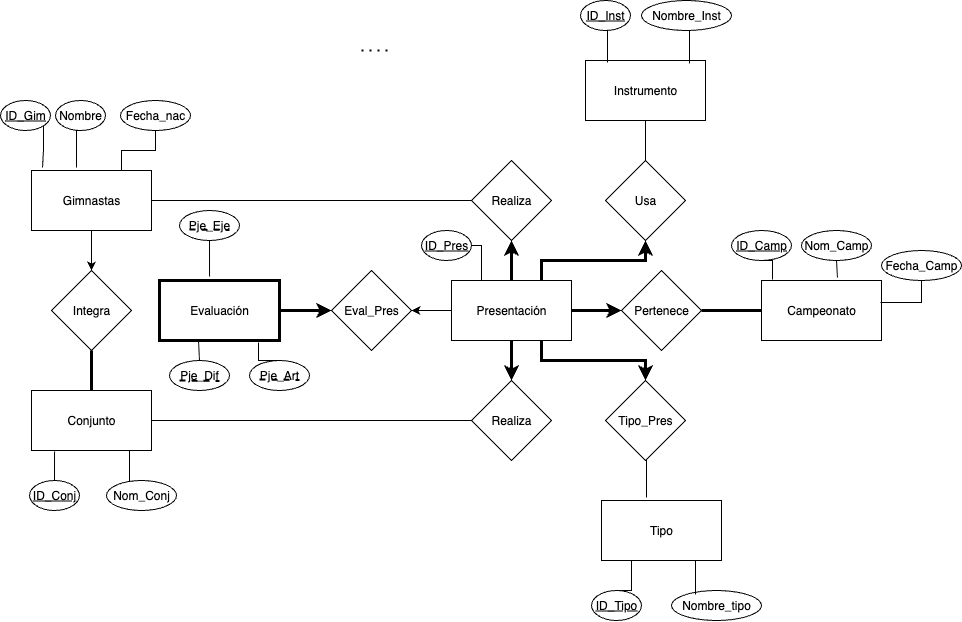 ID_Inst
Nombre_Inst
....
Instrumento
ID_Gim
Nombre
Fecha_nac
Gimnastas
Realiza
Usa
Pje_Eje
ID_Pres
ID_Camp
Nom_Camp
Fecha_Camp
Integra
Evaluación
Eval_Pres
Presentación
Pertenece
Campeonato
Pje_Dif
Pje_Art
Conjunto
Realiza
Tipo_Pres
ID_Conj
Nom_Conj
Tipo
ID_Tipo
Nombre_tipo